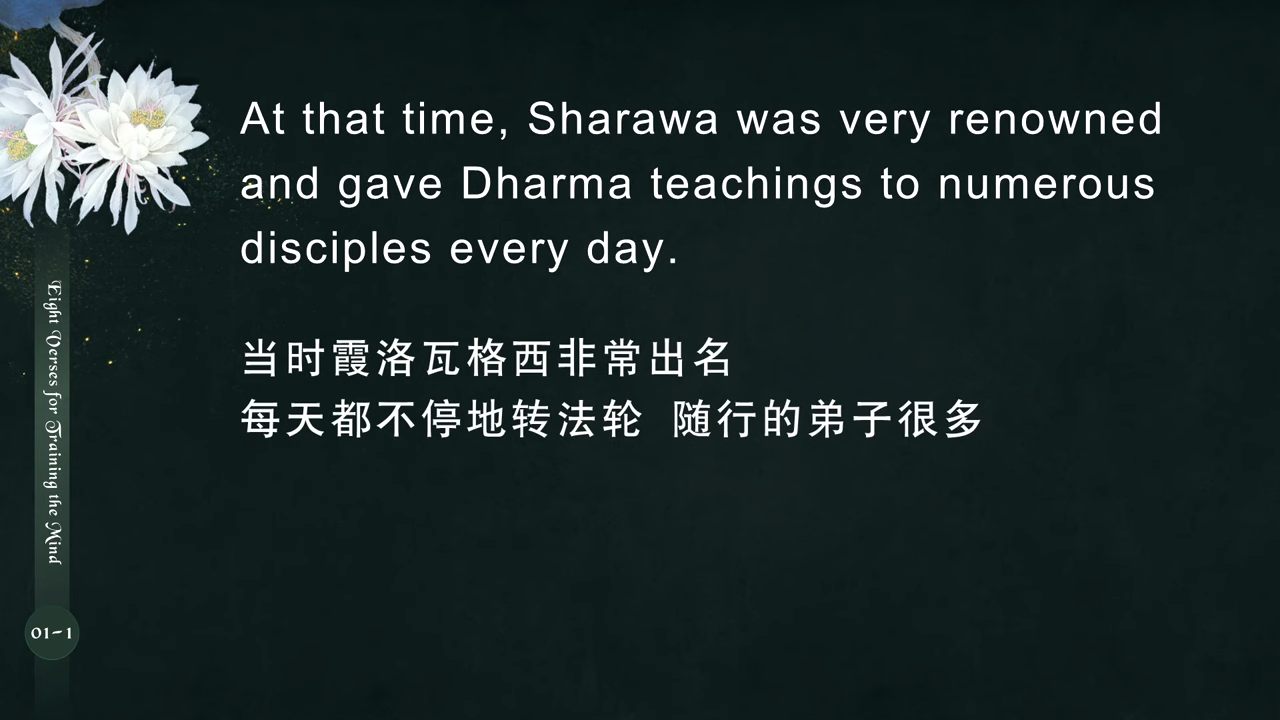 At that time, Sharawa was very renowned
and gave Dharma teachings to numerous
disciples every day.
当时霞洛瓦格西非常出名
每天都不停地转法轮 随行的弟子很多
Eight Verses for Training the Mind
01-1